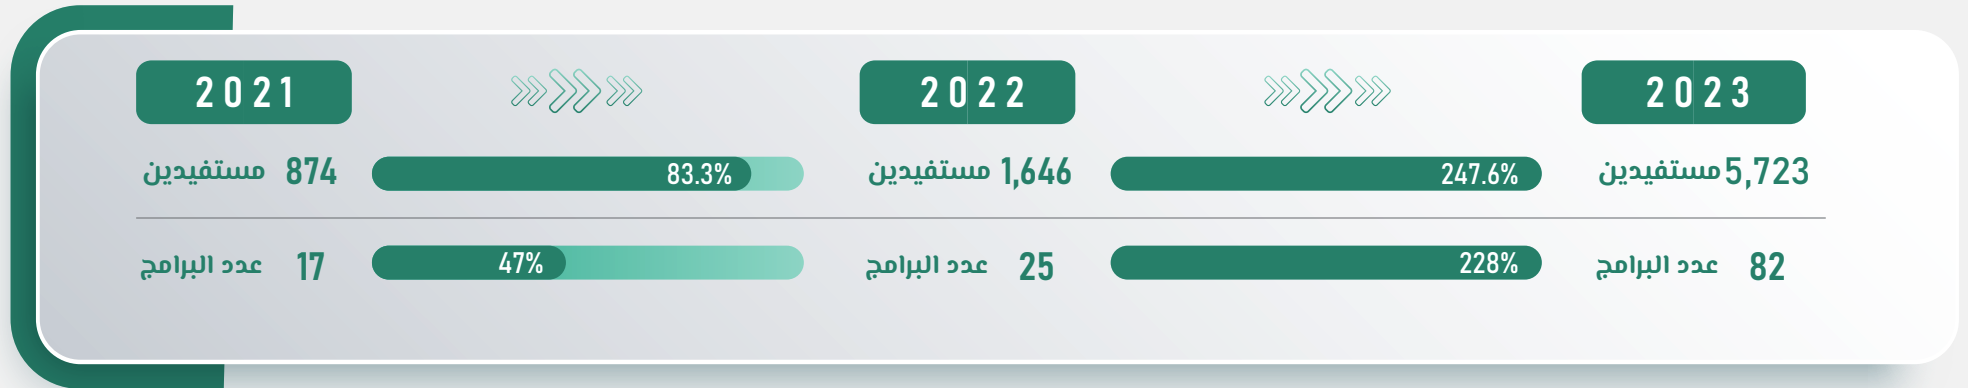 2021 2022 2023
874 مستفيدين 83.3% 1,646 مستفيدين 247.6% 5,723 مستفيدين
17 عدد البرامج 47% 25 عدد البرامج 228% 82 عدد البرامج